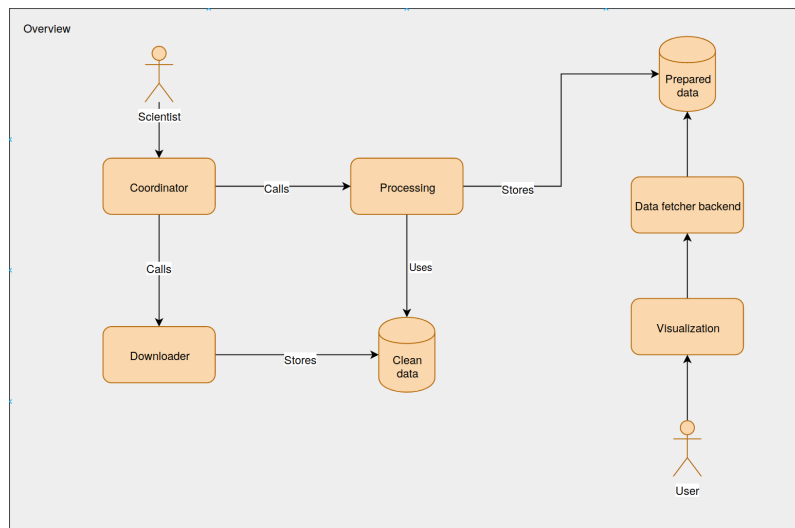 Overview
Scientist
Prepared
data
Coordinator
Calls
Processing
Stores
Data fetcher backend
Calls
Uses
Visualization
Downloader
Stores
Clean
data
User